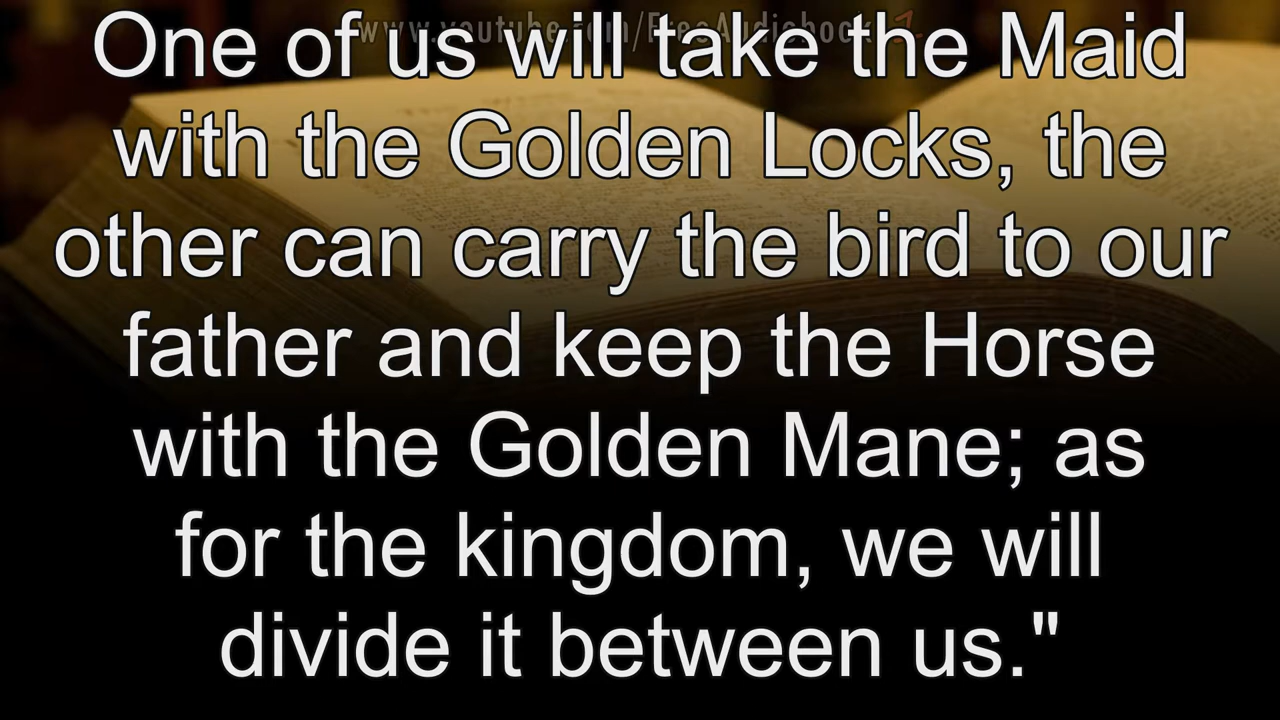 One of us will take the Maid
with the Golden Locks, the
other can carry the bird to our
father and keep the Horse
with the Golden Mane; as
for the kingdom, we will
divide it between us."